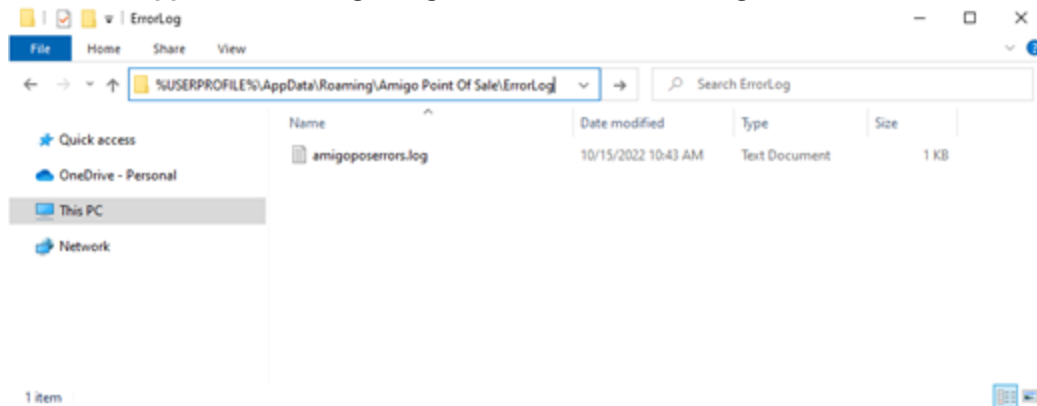 ErrorLog
File Home Share View
%USERPROFILE%\AppData\Roaming\Amigo Point Of Sale\ErrorLog
Search ErrorLog
Name Date modified Type Size
Quick access
amigoposerrors.log 10/15/2022 10:43 AM Text Document 1 KB
OneDrive - Personal
This PC
Network
1 item